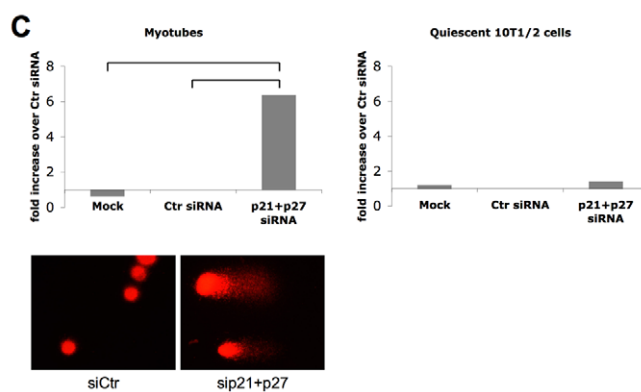 C
Myotubes
fold increase over Ctr siRNA
8
6
4
2
0
Mock
Ctr siRNA
p21+p27
siRNA
Quiescent 10T1/2 cells
fold increase over Ctr siRNA
8
6
4
2
0
Mock
Ctr siRNA
p21+p27
siRNA
siCtr
sip21+p27